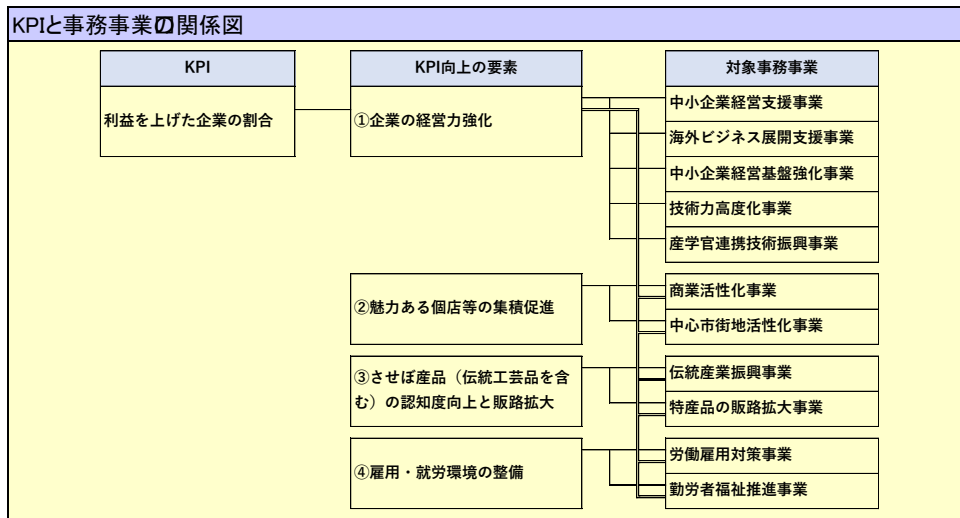 KPIと事務事業の関係図
KPI
KPI向上の要素
対象事務事業
利益を上げた企業の割合
①企業の経営力強化
中小企業経営支援事業
海外ビジネス展開支援事業
中小企業経営基盤強化事業
技術力高度化事業
産学官連携技術振興事業
②魅力ある個店等の集積促進
商業活性化事業
中心市街地活性化事業
③させぼ産品（伝統工芸品を含
む）の認知度向上と販路拡大
伝統産業振興事業
特産品の販路拡大事業
④雇用・就労環境の整備
労働雇用対策事業
勤労者福祉推進事業